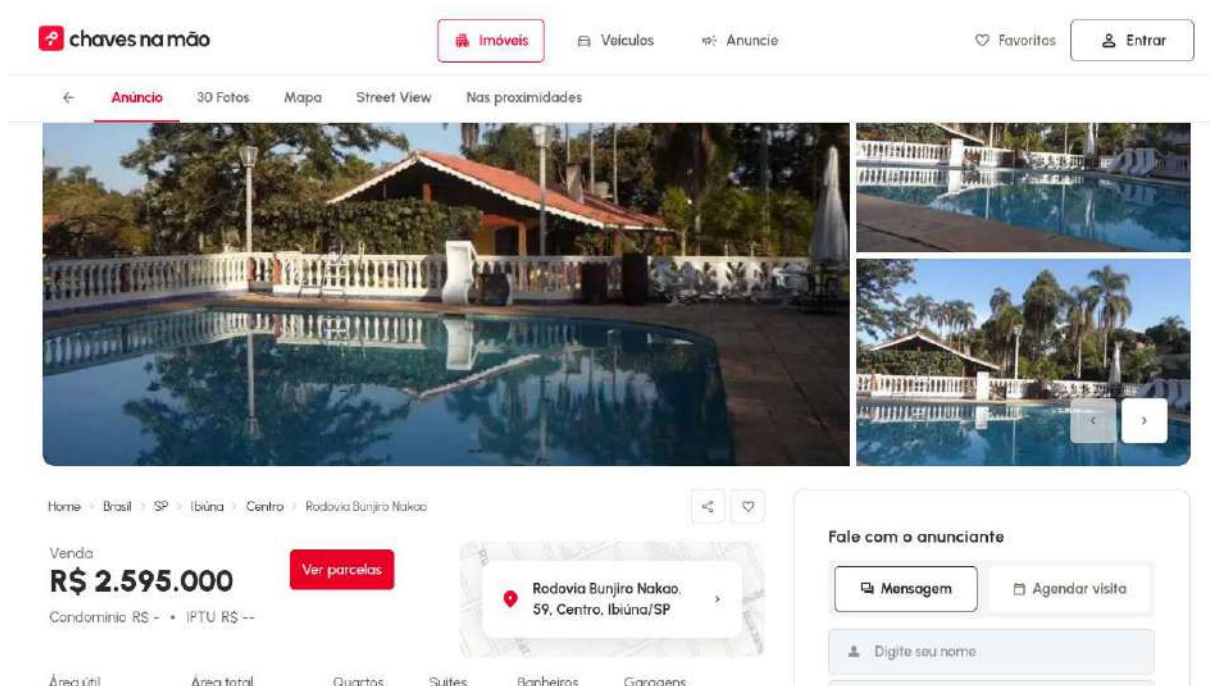 chaves na mão
Imóveis
Veículos
Anuncie
Favoritos
Entrar
Anúncio
30 Fotos
Mapa
Street View
Nas proximidades
Home > Brasil > SP > Ibiúna > Centro > Rodovia Bunjiro Nakao
Venda
R$ 2.595.000
Ver parcelas
Condomínio R$ - • IPTU R$ --
Rodovia Bunjiro Nakao,
59, Centro, Ibiúna/SP
Fale com o anunciante
Mensagem
Agendar visita
Digite seu nome
Área útil
Área total
Quartos
Suítes
Banheiros
Garagens